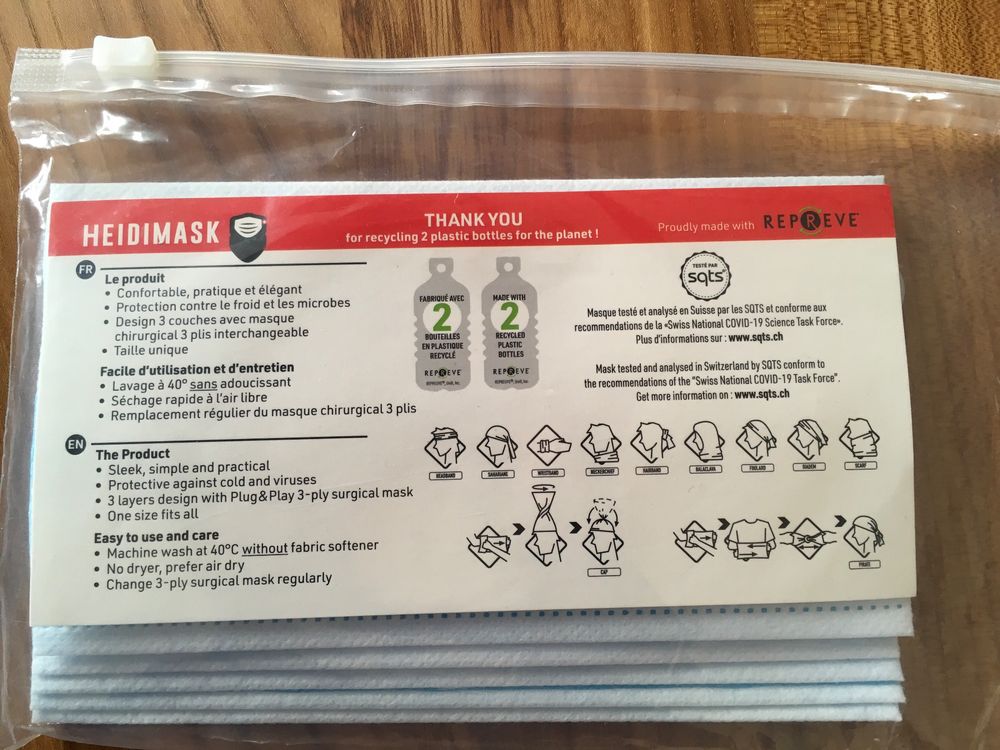 HEIDIMASK
THANK YOU
for recycling 2 plastic bottles for the planet !
Proudly made with REPREVE
FR
Le produit
• Confortable, pratique et élégant
• Protection contre le froid et les microbes
• Design 3 couches avec masque
chirurgical 3 plis interchangeable
• Taille unique
Facile d'utilisation et d'entretien
• Lavage à 40° sans adoucissant
• Séchage rapide à l'air libre
• Remplacement régulier du masque chirurgical 3 plis
EN
The Product
• Sleek, simple and practical
• Protective against cold and viruses
• 3 layers design with Plug&Play 3-ply surgical mask
• One size fits all
Easy to use and care
• Machine wash at 40°C without fabric softener
• No dryer, prefer air dry
• Change 3-ply surgical mask regularly
FABRIQUÉ AVEC
2
BOUTEILLES
EN PLASTIQUE
RECYCLÉ
REPREVE
REPREVE®, Unifi, Inc.
MADE WITH
2
RECYCLED
PLASTIC
BOTTLES
REPREVE
REPREVE®, Unifi, Inc.
TESTÉ PAR
sqts
Masque testé et analysé en Suisse par les SQTS et conforme aux
recommendations de la «Swiss National COVID-19 Science Task Force».
Plus d'informations sur : www.sqts.ch
Mask tested and analysed in Switzerland by SQTS conform to
the recommendations of the "Swiss National COVID-19 Task Force".
Get more information on : www.sqts.ch
HEADBAND
SAHARIANE
WRISTBAND
NECKERCHIEF
HAIRBAND
BALACLAVA
FOULARD
DIADEM
SCARF
CAP
PIRATE